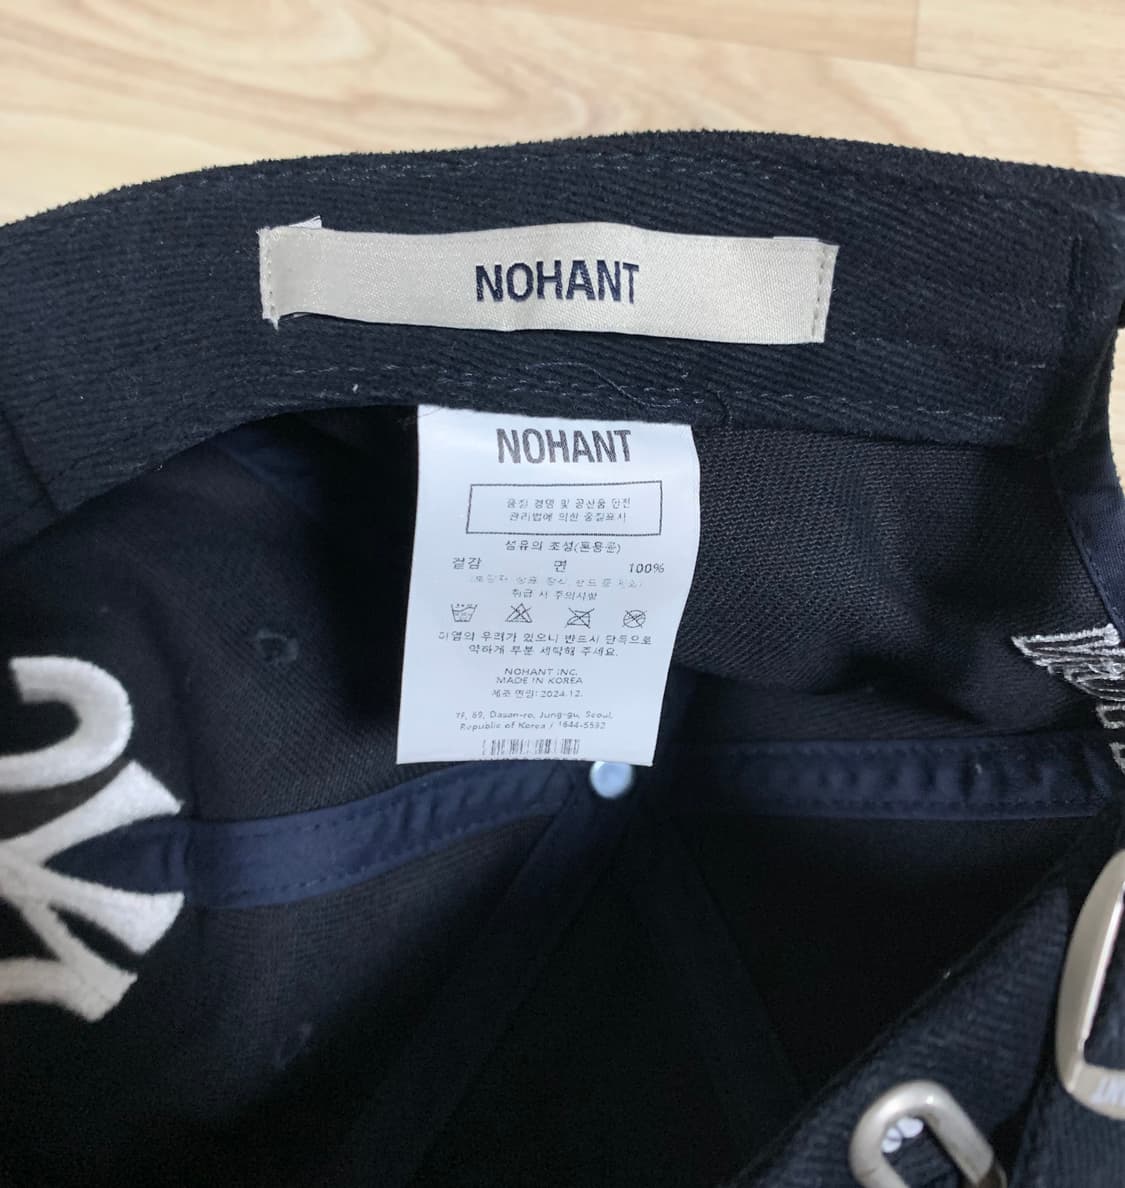 NOHANT
NOHANT
품질 경영 및 공산품 안전
관리법에 의한 품질표시
섬유의 조성(혼용률)
겉감 면 100%
취급 시 주의사항
이염의 우려가 있으니 반드시 단독으로
약하게 부분 세탁해 주세요.
NOHANT INC.
MADE IN KOREA
제조 연월: 2024.12.
1F, 69, Dasan-ro, Jung-gu, Seoul,
Republic of Korea / 1644-5592